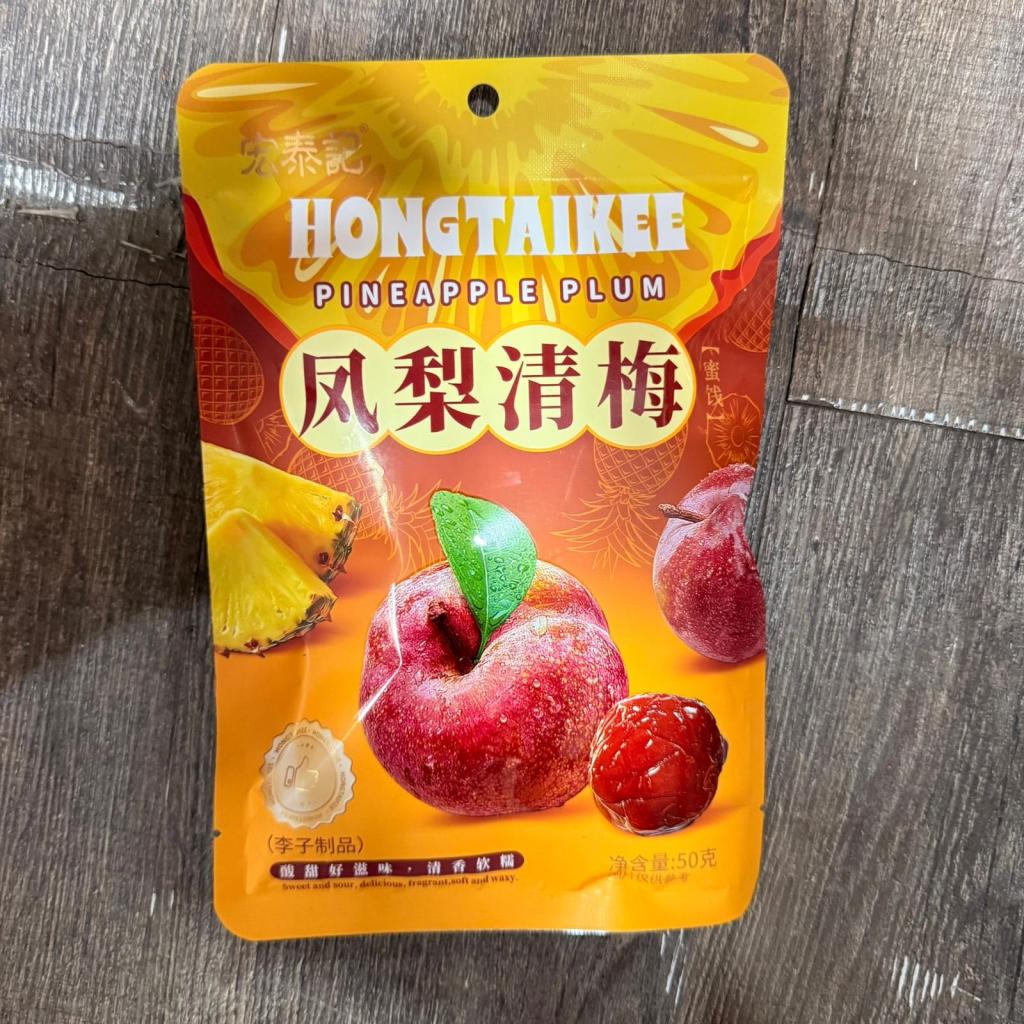 宏泰記®
HONGTAIKEE
PINEAPPLE PLUM
凤梨清梅
【蜜饯】
(李子制品)
酸甜好滋味，清香软糯
Sweet and sour, delicious, fragrant,soft and waxy.
净含量:50克